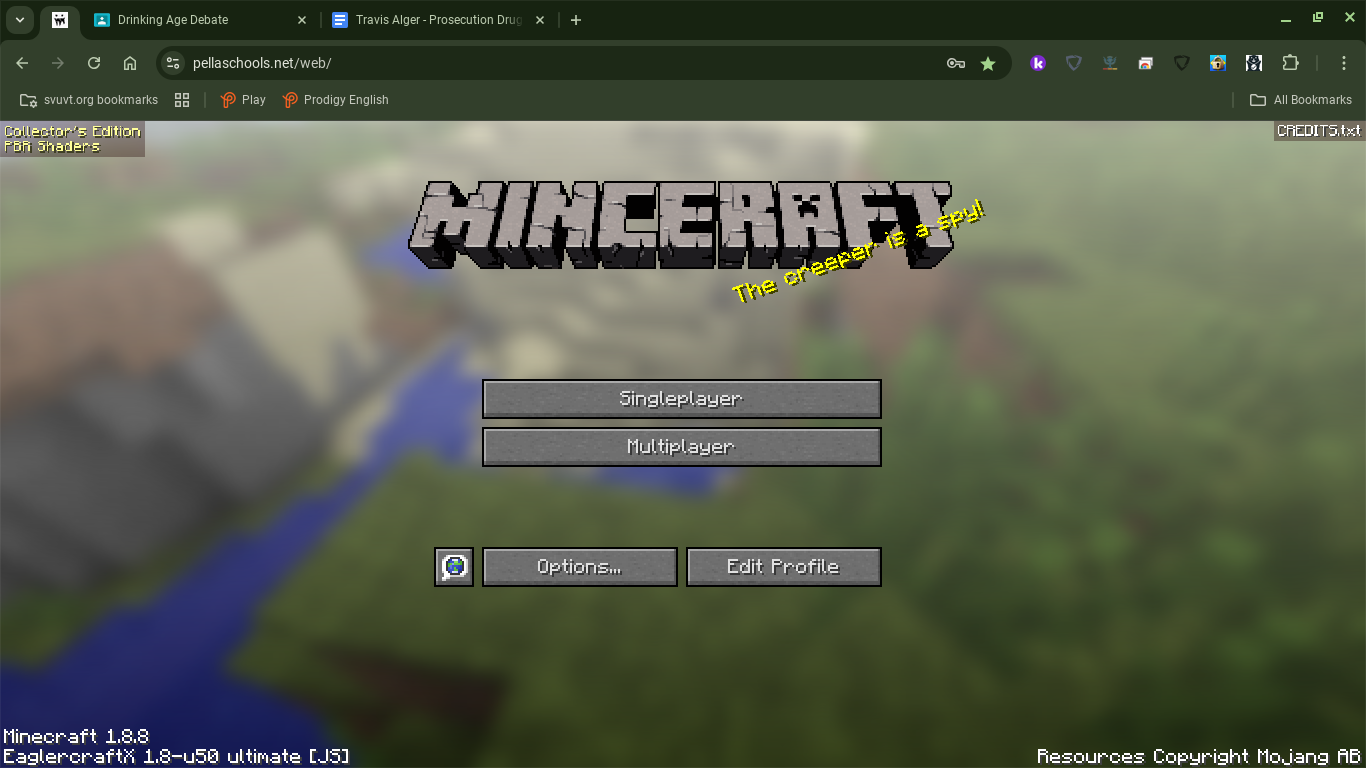 Drinking Age Debate
Travis Alger - Prosecution Drug
pellaschools.net/web/
svuvt.org bookmarks
Play
Prodigy English
All Bookmarks
Collector's Edition
PBR Shaders
CREDITS.txt
MINCERAFT
The creeper is a spy!
Singleplayer
Multiplayer
Options...
Edit Profile
Minecraft 1.8.8
EaglercraftX 1.8-u50 ultimate [JS]
Resources Copyright Mojang AB